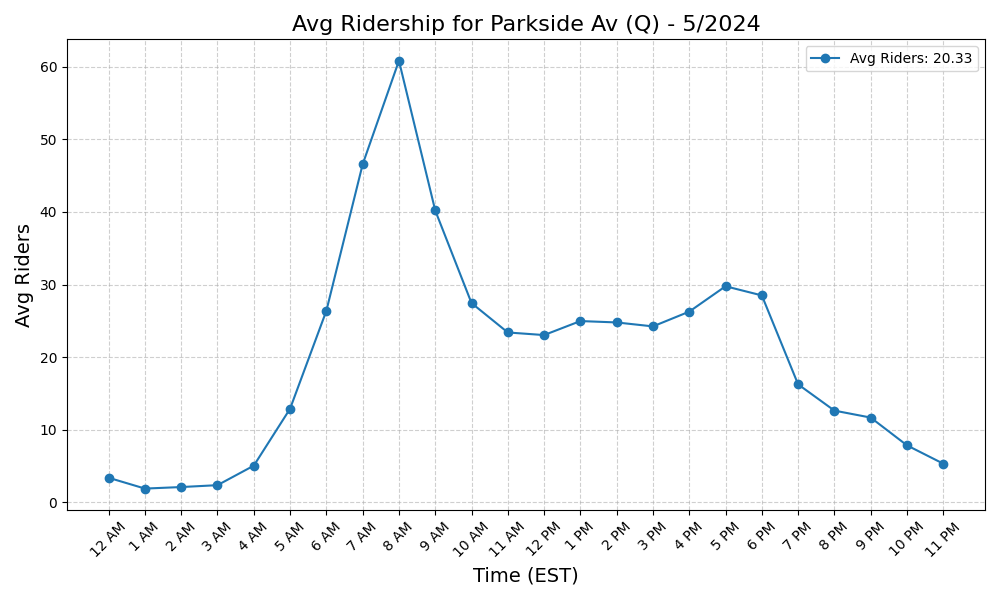 Avg Ridership for Parkside Av (Q) - 5/2024
Avg Riders: 20.33
Avg Riders
60
50
40
30
20
10
0
12 AM
1 AM
2 AM
3 AM
4 AM
5 AM
6 AM
7 AM
8 AM
9 AM
10 AM
11 AM
12 PM
1 PM
2 PM
3 PM
4 PM
5 PM
6 PM
7 PM
8 PM
9 PM
10 PM
11 PM
Time (EST)